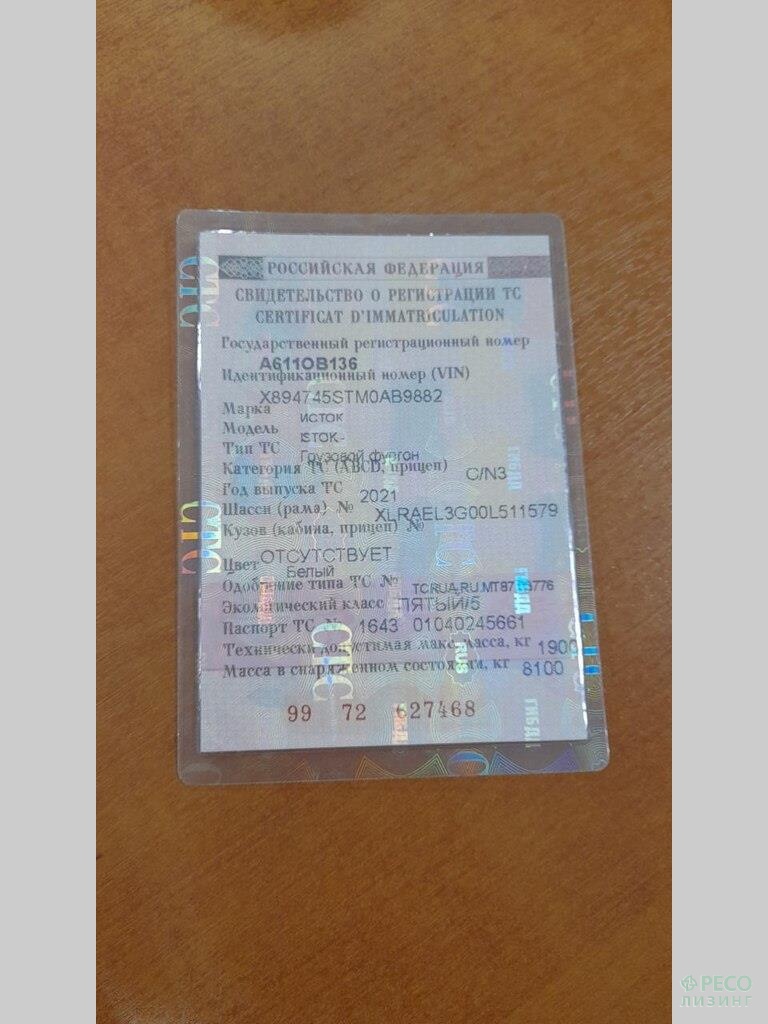 РОССИЙСКАЯ ФЕДЕРАЦИЯ
СВИДЕТЕЛЬСТВО О РЕГИСТРАЦИИ ТС
CERTIFICAT D'IMMATRICULATION
Государственный регистрационный номер
А611ОВ136
Идентификационный номер (VIN)
X894745STM0AB9882
Марка ИСТОК
Модель
Тип ТС Грузовой фургон
Категория ТС (ABCD, прицеп) C/N3
Год выпуска ТС 2021
Шасси (рама) № XLRAEL3G00L511579
Кузов (кабина, прицеп) №
ОТСУТСТВУЕТ
Цвет Белый
Одобрение типа ТС №
Экологический класс ПЯТЫЙ/5
Паспорт ТС № 1643 01040245661
Технически допустимая макс. масса, кг
Масса в снаряженном состоянии, кг 8100
99 72 627468
РЕСО
ЛИЗИНГ